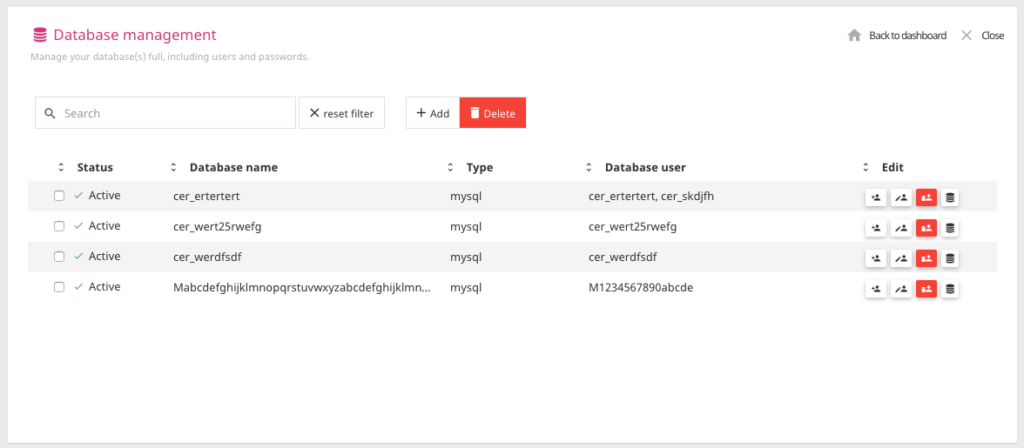 Database management
Back to dashboard Close
Manage your database(s) full, including users and passwords.
Search reset filter Add Delete
Status Database name Type Database user Edit
Active cer_ertertert mysql cer_ertertert, cer_skdjfh
Active cer_wert25rwefg mysql cer_wert25rwefg
Active cer_werdfsdf mysql cer_werdfsdf
Active Mabcdefghijklmnopqrstuvwxyzabcdefghijklmn... mysql M1234567890abcde